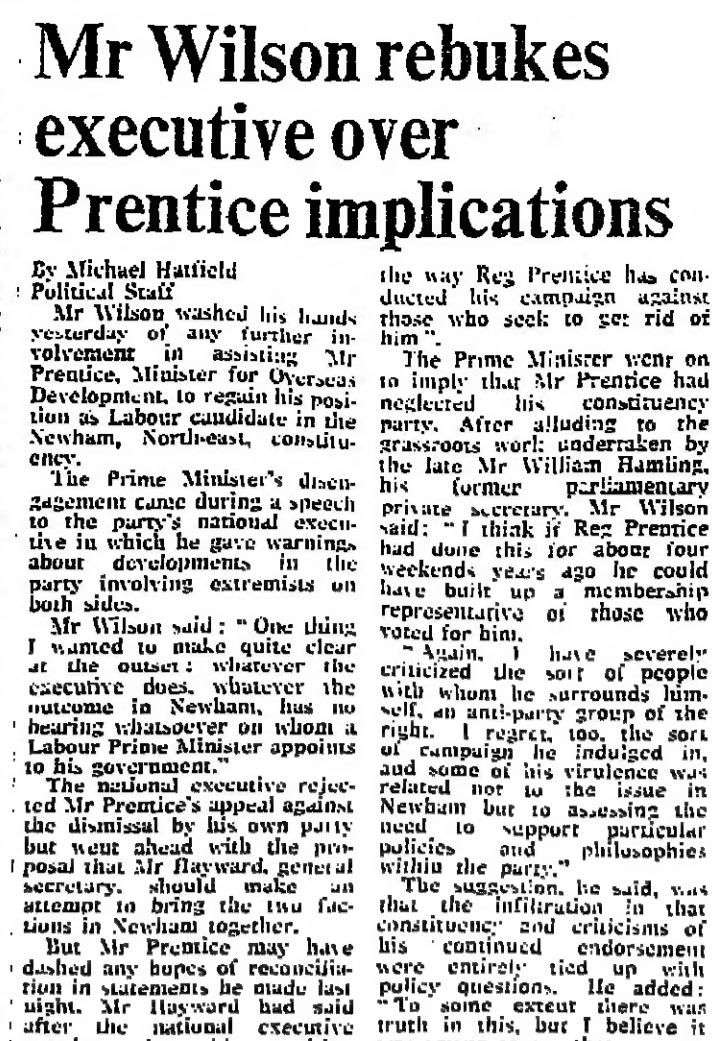 Mr Wilson rebukes
executive over
Prentice implications
By Michael Hatfield
Political Staff
Mr Wilson washed his hands
yesterday of any further in-
volvement in assisting Mr
Prentice, Minister for Overseas
Development, to regain his posi-
tion as Labour candidate in the
Newham, North-east, constitu-
ency.
The Prime Minister's disen-
gagement came during a speech
to the party's national execu-
tive in which he gave warnings
about developments in the
party involving extremists on
both sides.
Mr Wilson said: "One thing
I wanted to make quite clear
at the outset: whatever the
executive does, whatever the
outcome in Newham, has no
bearing whatsoever on whom a
Labour Prime Minister appoints
to his government."
The national executive rejec-
ted Mr Prentice's appeal against
the dismissal by his own party
but went ahead with the pro-
posal that Mr Hayward, general
secretary, should make an
attempt to bring the two fac-
tions in Newham together.
But Mr Prentice may have
dashed any hopes of reconcilia-
tion in statements he made last
night. Mr Hayward had said
after the national executive
the way Reg Prentice has con-
ducted his campaign against
those who seek to get rid of
him".
The Prime Minister went on
to imply that Mr Prentice had
neglected his constituency
party. After alluding to the
grassroots work undertaken by
the late Mr William Hamling,
his former parliamentary
private secretary, Mr Wilson
said: "I think if Reg Prentice
had done this for about four
weekends years ago he could
have built up a membership
representative of those who
voted for him.
"Again, I have severely
criticized the sort of people
with whom he surrounds him-
self, an anti-party group of the
right. I regret, too, the sort
of campaign he indulged in,
and some of his virulence was
related not to the issue in
Newham but to assessing the
need to support particular
policies and philosophies
within the party."
The suggestion, he said, was
that the infiltration in that
constituency and criticisms of
his continued endorsement
were entirely tied up with
policy questions. He added:
"To some extent there was
truth in this, but I believe it